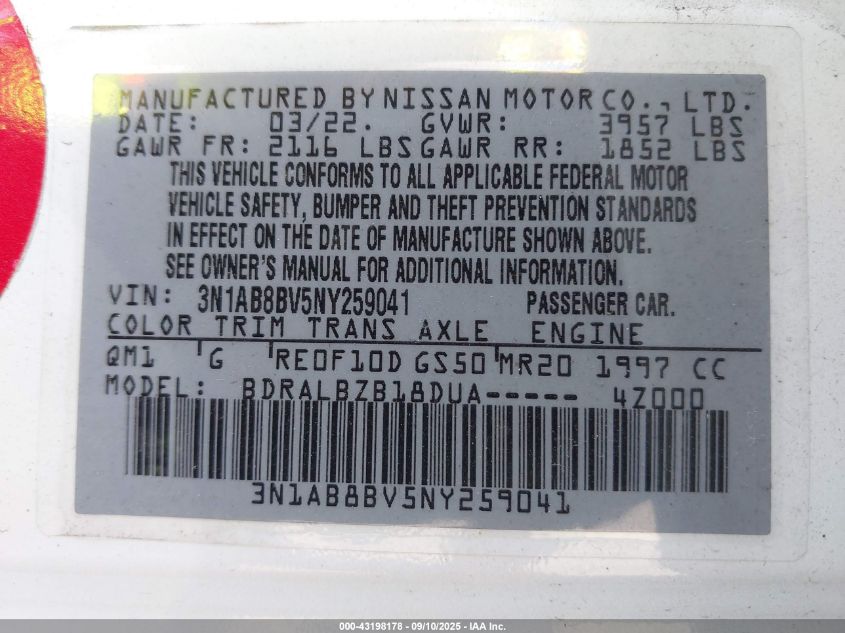 MANUFACTURED BY NISSAN MOTOR CO., LTD.
DATE: 03/22. GVWR: 3957 LBS
GAWR FR: 2116 LBS GAWR RR: 1852 LBS
THIS VEHICLE CONFORMS TO ALL APPLICABLE FEDERAL MOTOR
VEHICLE SAFETY, BUMPER AND THEFT PREVENTION STANDARDS
IN EFFECT ON THE DATE OF MANUFACTURE SHOWN ABOVE.
SEE OWNER'S MANUAL FOR ADDITIONAL INFORMATION.
VIN: 3N1AB8BV5NY259041 PASSENGER CAR.
COLOR TRIM TRANS AXLE ENGINE
QM1 G RE0F10D GS50 MR20 1997 CC
MODEL: BDRALBZB18DUA----- 4Z000
3N1AB8BV5NY259041
000-43198178 - 09/10/2025 - IAA Inc.